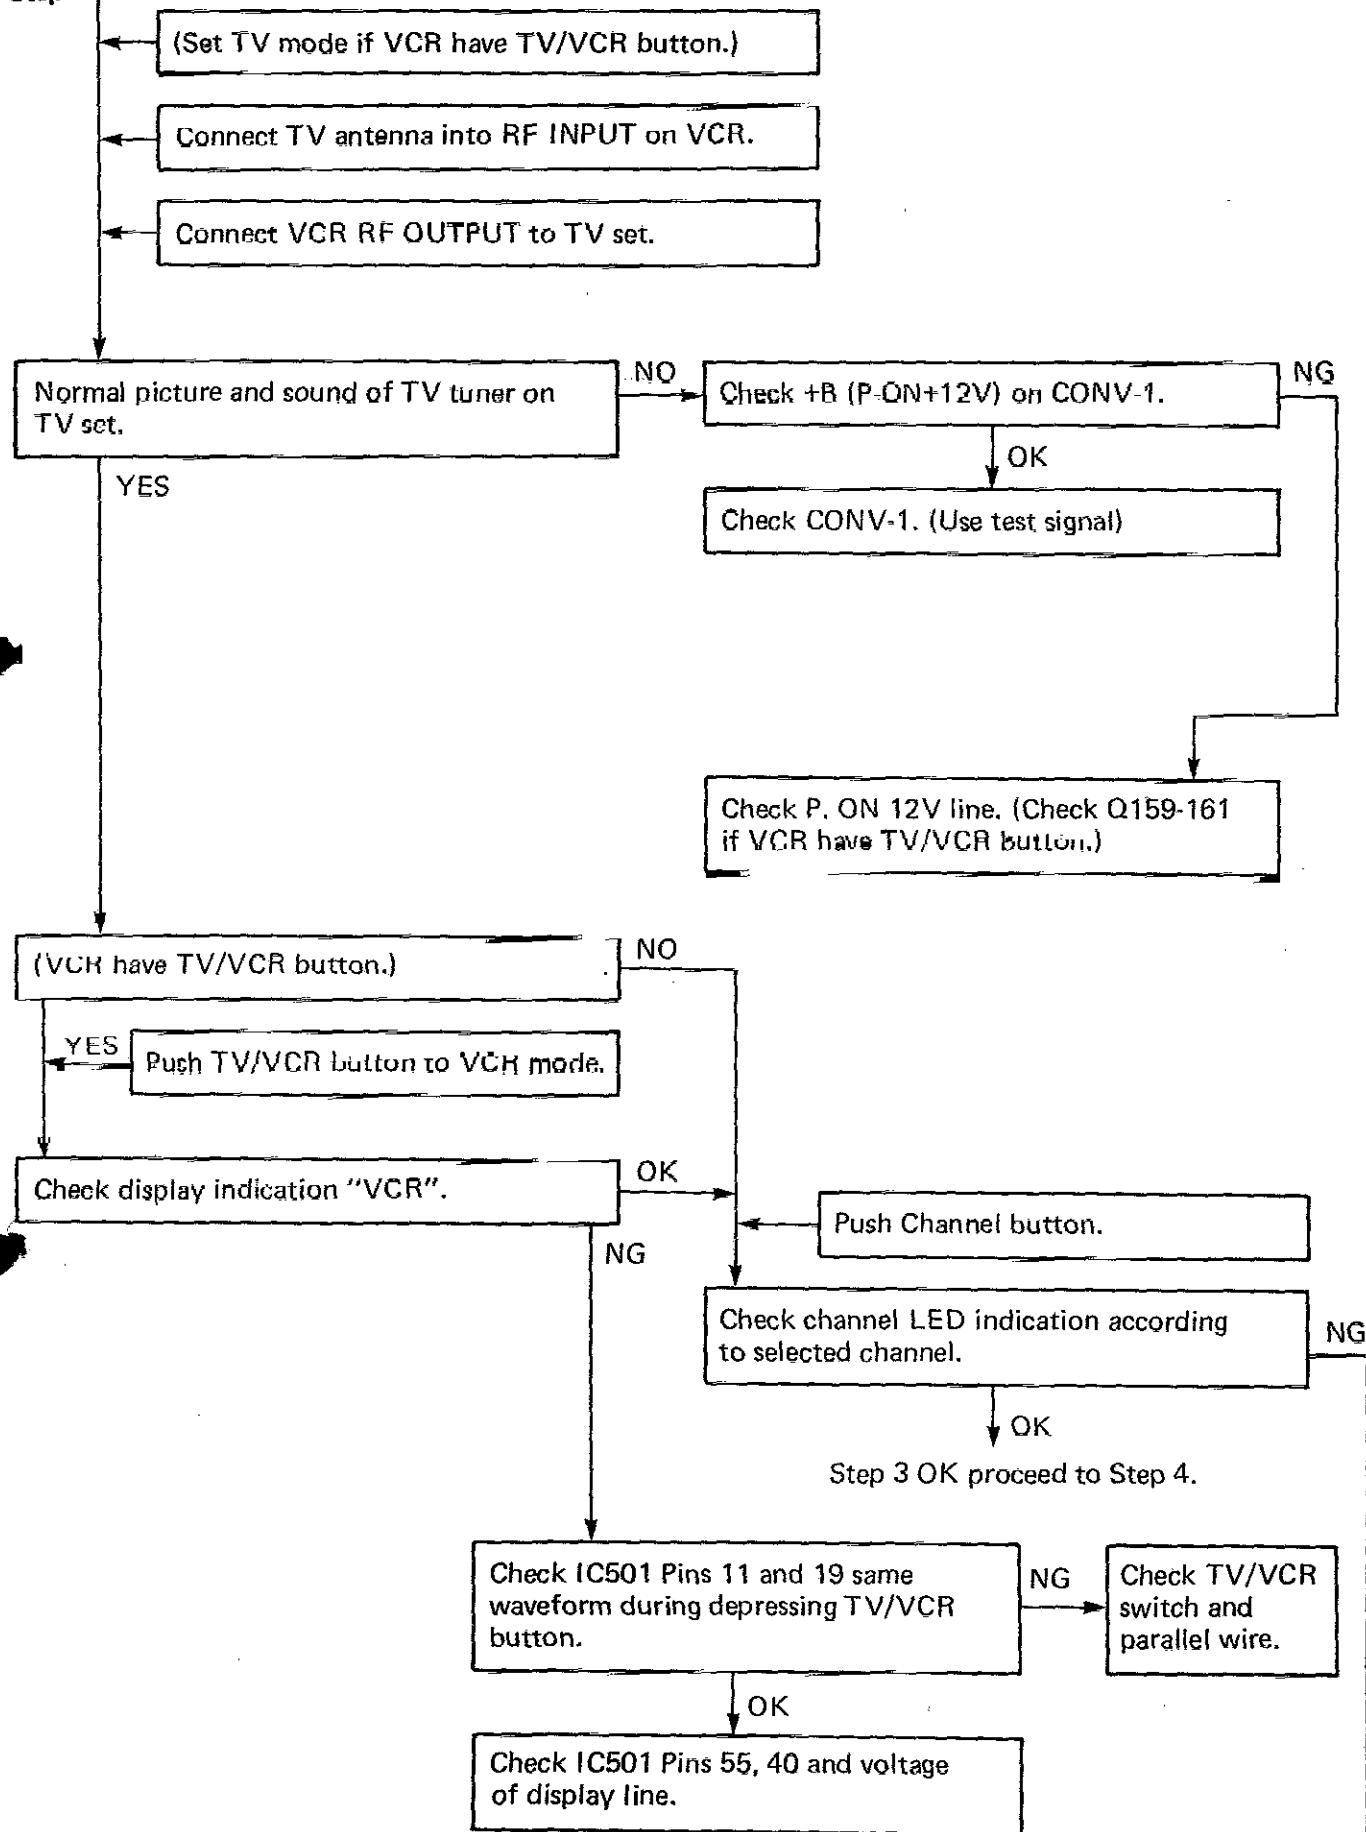 (Set TV mode if VCR have TV/VCR button.)
Connect TV antenna into RF INPUT on VCR.
Connect VCR RF OUTPUT to TV set.
Normal picture and sound of TV tuner on
TV set.
NO
Check +B (P-ON+12V) on CONV-1.
NG
OK
YES
Check CONV-1. (Use test signal)
Check P. ON 12V line. (Check Q159-161
if VCR have TV/VCR button.)
(VCR have TV/VCR button.)
NO
YES
Push TV/VCR button to VCR mode.
Check display indication "VCR".
OK
Push Channel button.
NG
Check channel LED indication according
to selected channel.
NG
OK
Step 3 OK proceed to Step 4.
Check IC501 Pins 11 and 19 same
waveform during depressing TV/VCR
button.
NG
Check TV/VCR
switch and
parallel wire.
OK
Check IC501 Pins 55, 40 and voltage
of display line.